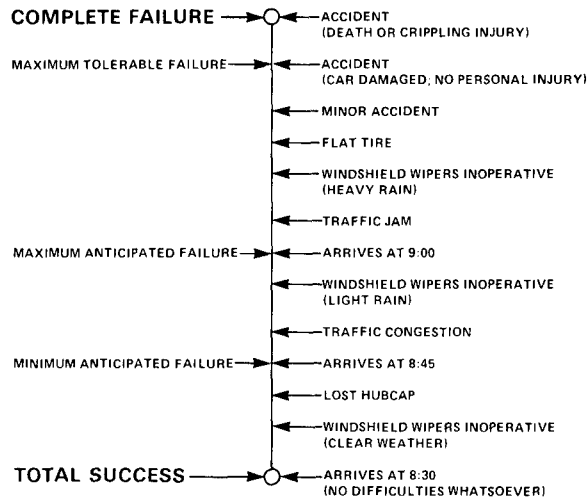 COMPLETE FAILURE
ACCIDENT
(DEATH OR CRIPPLING INJURY)
MAXIMUM TOLERABLE FAILURE
ACCIDENT
(CAR DAMAGED; NO PERSONAL INJURY)
MINOR ACCIDENT
FLAT TIRE
WINDSHIELD WIPERS INOPERATIVE
(HEAVY RAIN)
TRAFFIC JAM
MAXIMUM ANTICIPATED FAILURE
ARRIVES AT 9:00
WINDSHIELD WIPERS INOPERATIVE
(LIGHT RAIN)
TRAFFIC CONGESTION
MINIMUM ANTICIPATED FAILURE
ARRIVES AT 8:45
LOST HUBCAP
WINDSHIELD WIPERS INOPERATIVE
(CLEAR WEATHER)
TOTAL SUCCESS
ARRIVES AT 8:30
(NO DIFFICULTIES WHATSOEVER)